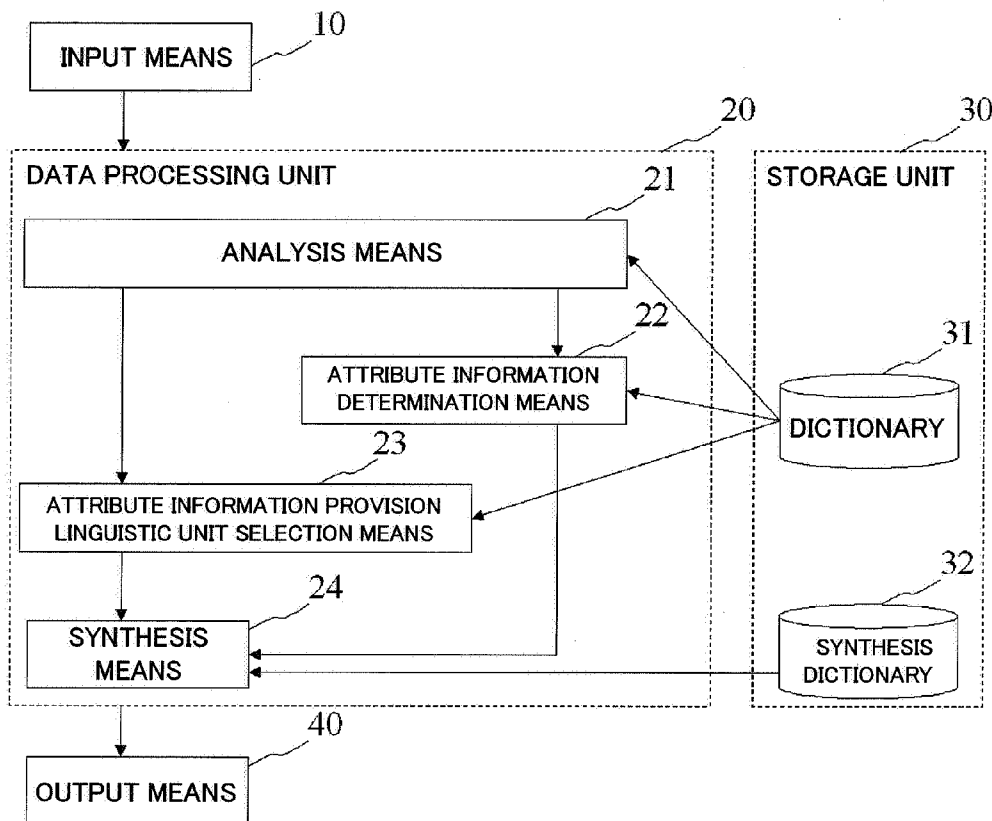 10
INPUT MEANS
20
30
DATA PROCESSING UNIT
STORAGE UNIT
21
ANALYSIS MEANS
22
ATTRIBUTE INFORMATION
DETERMINATION MEANS
31
DICTIONARY
23
ATTRIBUTE INFORMATION PROVISION
LINGUISTIC UNIT SELECTION MEANS
24
SYNTHESIS
MEANS
32
SYNTHESIS
DICTIONARY
40
OUTPUT MEANS